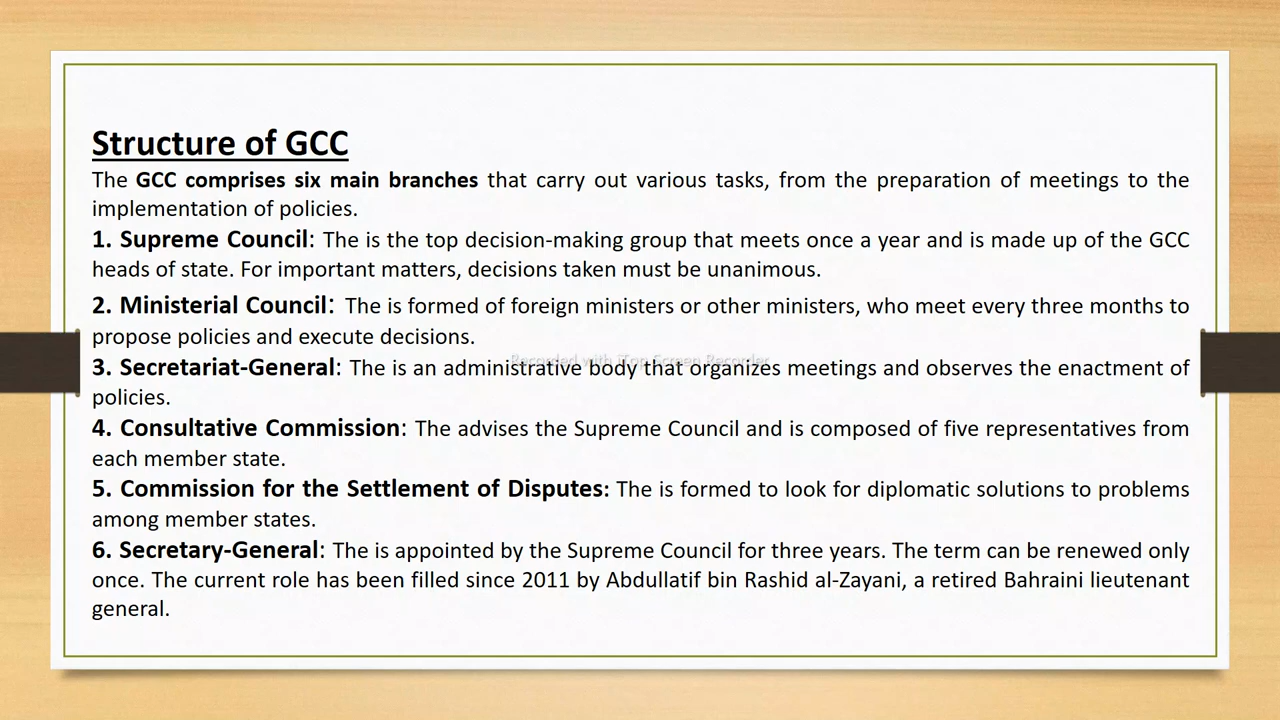 Structure of GCC
The GCC comprises six main branches that carry out various tasks, from the preparation of meetings to the
implementation of policies.
1. Supreme Council: The is the top decision-making group that meets once a year and is made up of the GCC
heads of state. For important matters, decisions taken must be unanimous.
2. Ministerial Council: The is formed of foreign ministers or other ministers, who meet every three months to
propose policies and execute decisions.
Recorded with iTop Screen Recorder
3. Secretariat-General: The is an administrative body that organizes meetings and observes the enactment of
policies.
4. Consultative Commission: The advises the Supreme Council and is composed of five representatives from
each member state.
5. Commission for the Settlement of Disputes: The is formed to look for diplomatic solutions to problems
among member states.
6. Secretary-General: The is appointed by the Supreme Council for three years. The term can be renewed only
once. The current role has been filled since 2011 by Abdullatif bin Rashid al-Zayani, a retired Bahraini lieutenant
general.